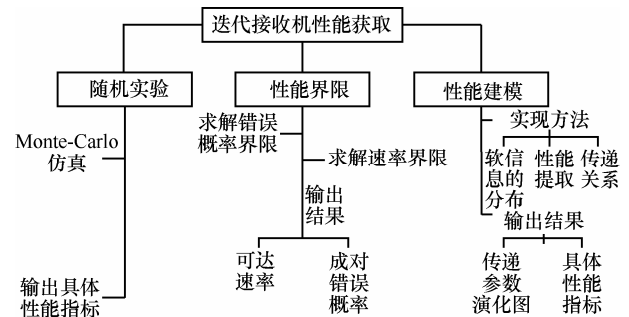 迭代接收机性能获取
随机实验
性能界限
性能建模
Monte-Carlo
仿真
输出具体
性能指标
求解错误
概率界限
求解速率界限
输出
结果
可达
速率
成对
错误
概率
实现方法
软信
息的
分布
性能
提取
传递
关系
输出结果
传递
参数
演化图
具体
性能
指标